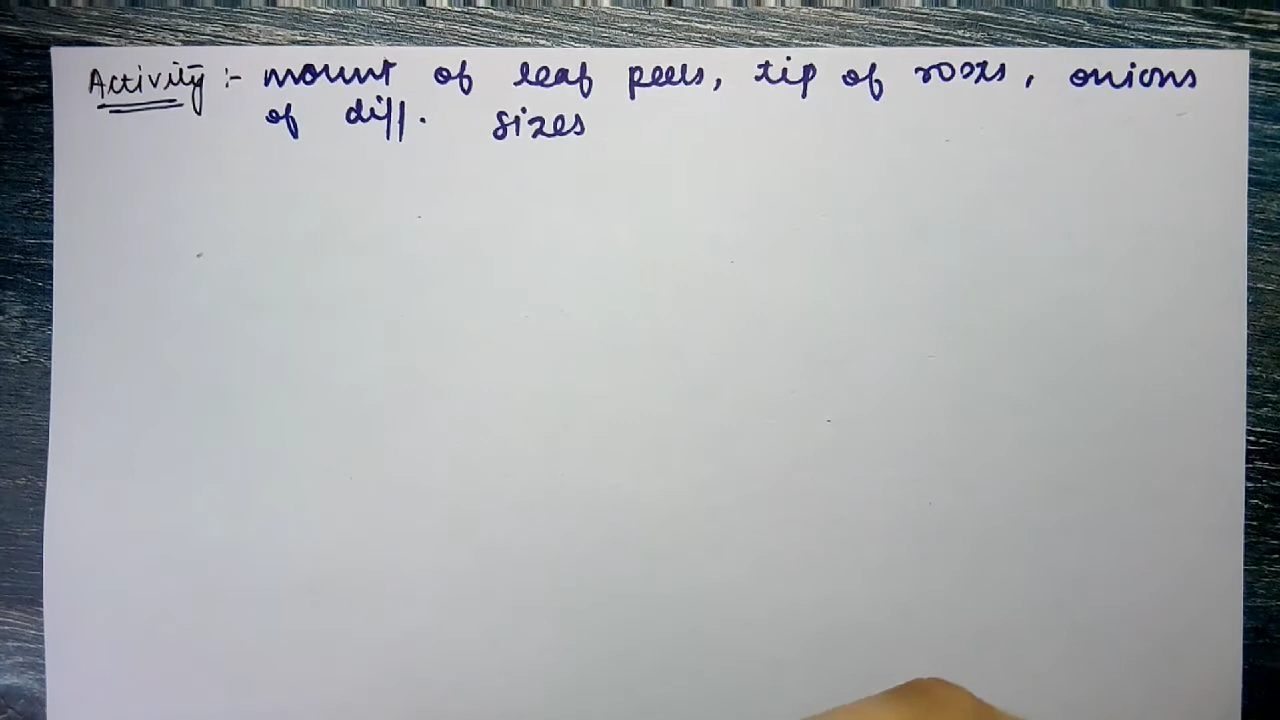 Activity :- mount of leaf peels, tip of roots, onions
of diff. sizes